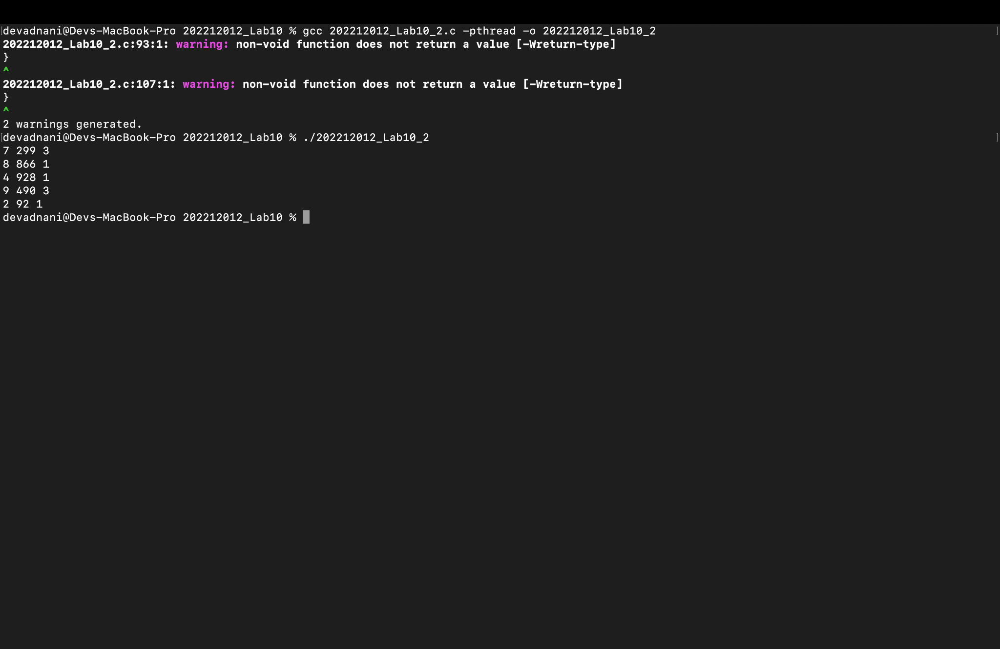 [devadnani@Devs-MacBook-Pro 202212012_Lab10 % gcc 202212012_Lab10_2.c -pthread -o 202212012_Lab10_2 ]
202212012_Lab10_2.c:93:1: warning: non-void function does not return a value [-Wreturn-type]
}
^
202212012_Lab10_2.c:107:1: warning: non-void function does not return a value [-Wreturn-type]
}
^
2 warnings generated.
[devadnani@Devs-MacBook-Pro 202212012_Lab10 % ./202212012_Lab10_2 ]
7 299 3
8 866 1
4 928 1
9 490 3
2 92 1
devadnani@Devs-MacBook-Pro 202212012_Lab10 %